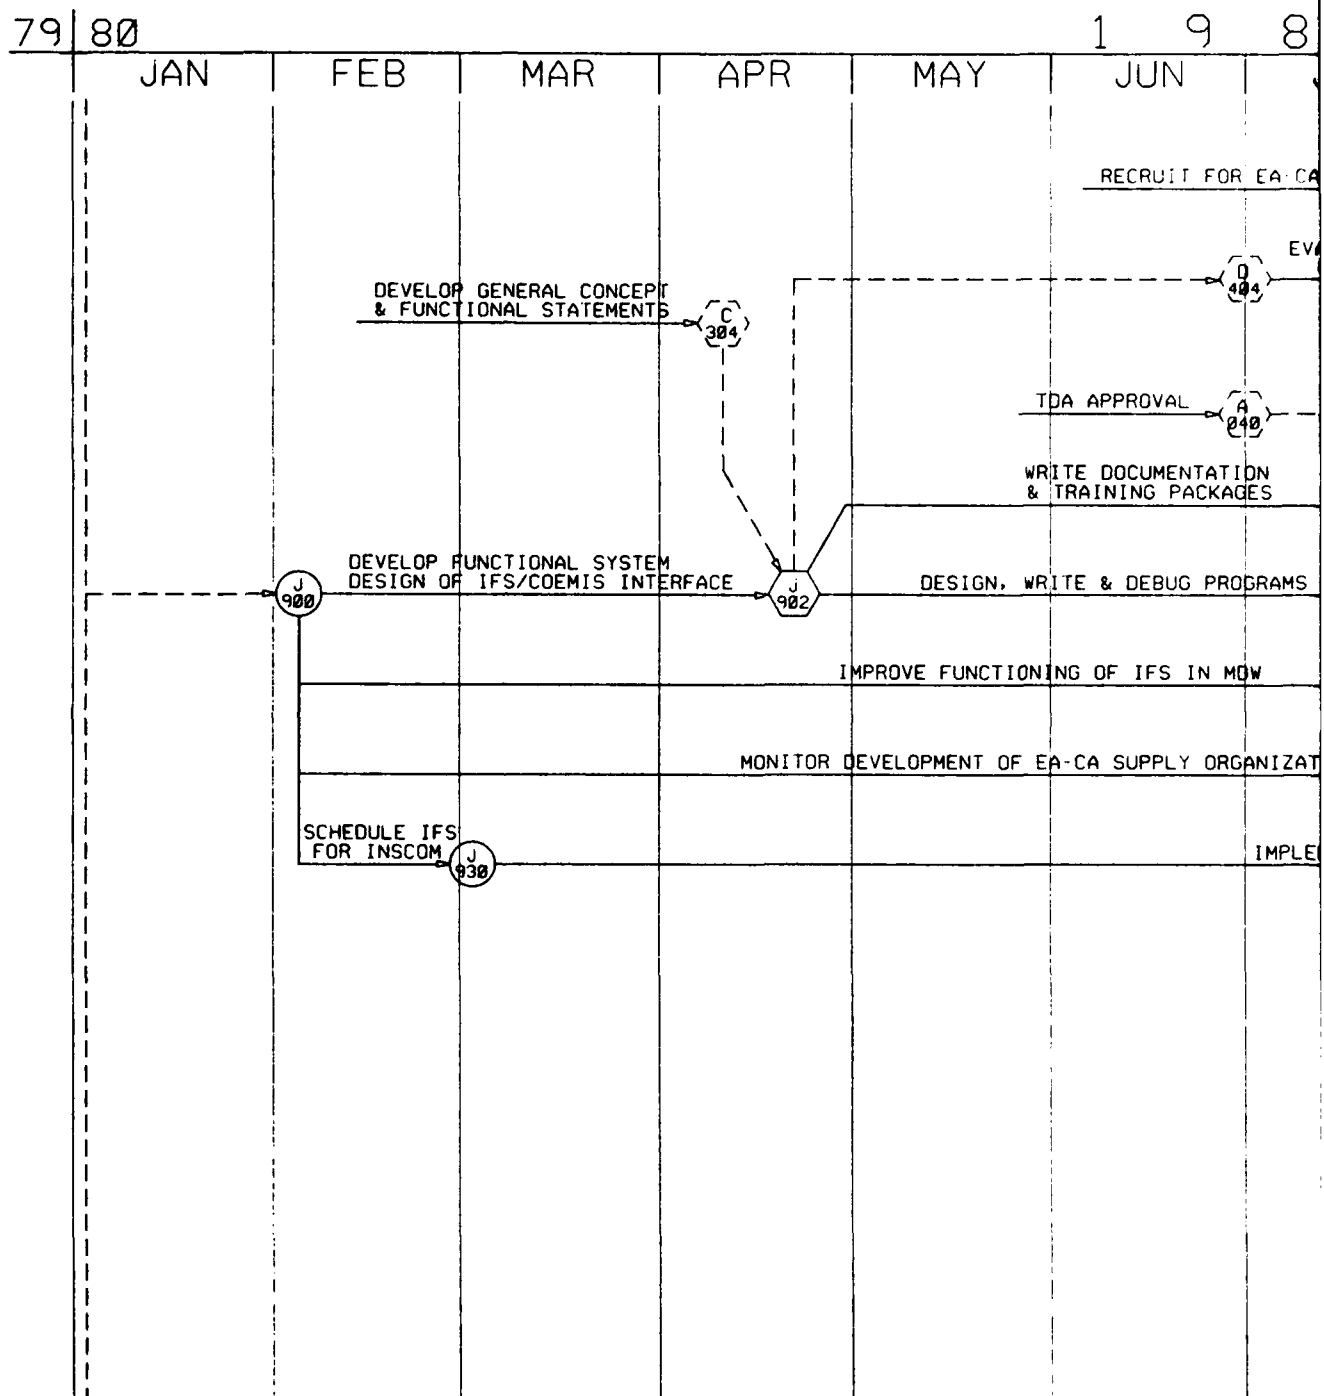 79 80
1 9 8
JAN FEB MAR APR MAY JUN
RECRUIT FOR EA-CA
EVA
D
404
DEVELOP GENERAL CONCEPT
& FUNCTIONAL STATEMENTS
C
304
TDA APPROVAL
A
040
WRITE DOCUMENTATION
& TRAINING PACKAGES
DEVELOP FUNCTIONAL SYSTEM
DESIGN OF IFS/COEMIS INTERFACE
J
900
J
902
DESIGN, WRITE & DEBUG PROGRAMS
IMPROVE FUNCTIONING OF IFS IN MDW
MONITOR DEVELOPMENT OF EA-CA SUPPLY ORGANIZAT
SCHEDULE IFS
FOR INSCOM
J
930
IMPLE